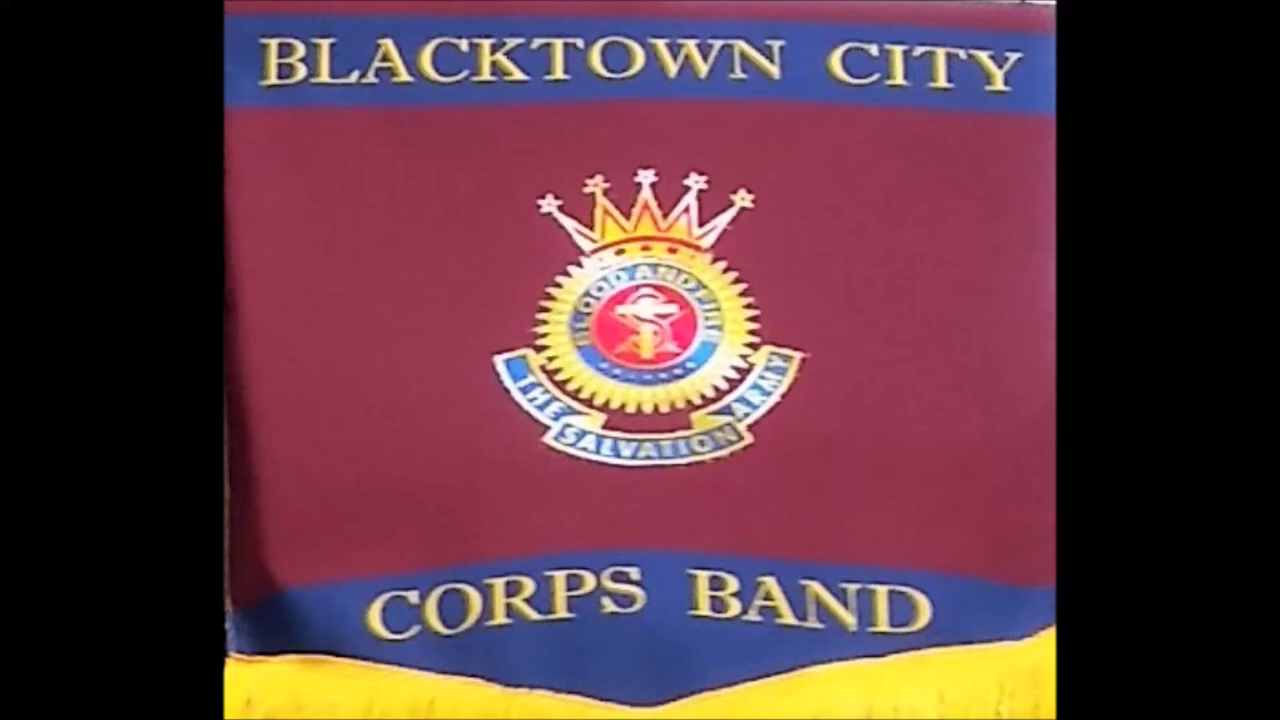 BLACKTOWN CITY
BLOOD AND FIRE
THE SALVATION ARMY
CORPS BAND